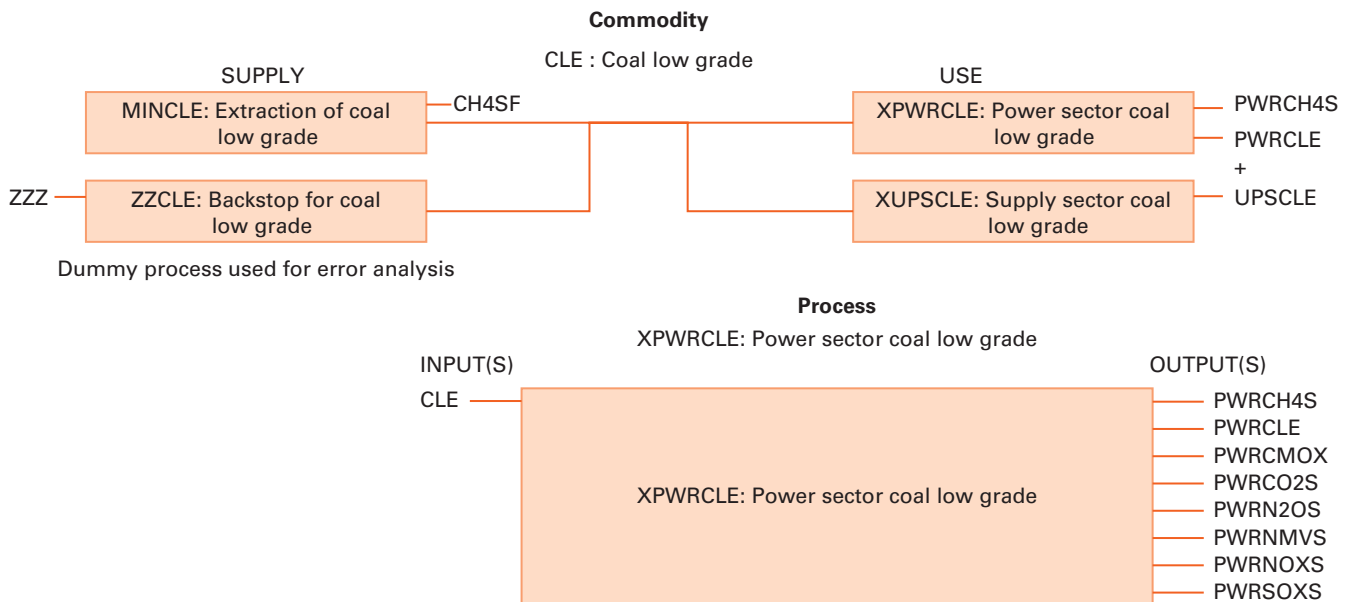 Commodity
CLE : Coal low grade
SUPPLY
USE
MINCLE: Extraction of coal
low grade
CH4SF
XPWRCLE: Power sector coal
low grade
PWRCH4S
PWRCLE
+
ZZZ
ZZCLE: Backstop for coal
low grade
XUPSCLE: Supply sector coal
low grade
UPSCLE
Dummy process used for error analysis
Process
XPWRCLE: Power sector coal low grade
INPUT(S)
OUTPUT(S)
CLE
XPWRCLE: Power sector coal low grade
PWRCH4S
PWRCLE
PWRCMOX
PWRCO2S
PWRN2OS
PWRNMVS
PWRNOXS
PWRSOXS